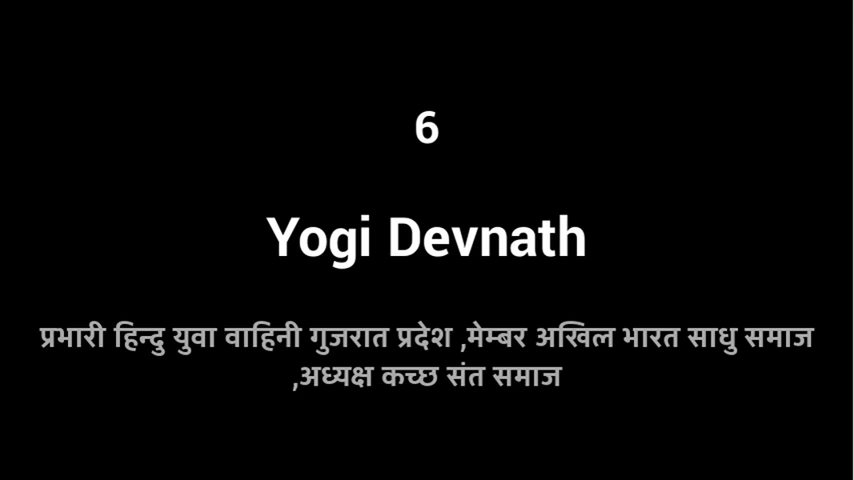 6
Yogi Devnath
प्रभारी हिन्दु युवा वाहिनी गुजरात प्रदेश ,मेम्बर अखिल भारत साधु समाज
,अध्यक्ष कच्छ संत समाज